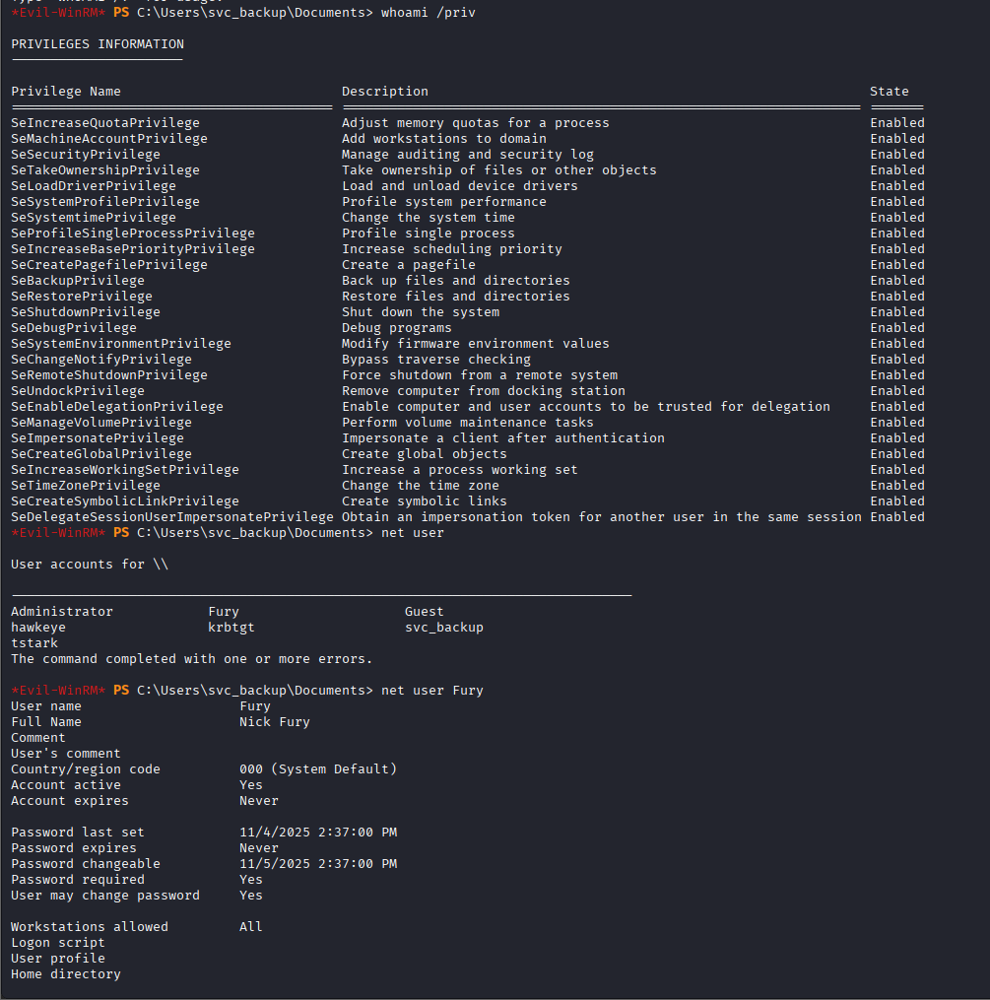 *Evil-WinRM* PS C:\Users\svc_backup\Documents> whoami /priv
PRIVILEGES INFORMATION
----------------------
Privilege Name Description State
========================================= ================================================================== =======
SeIncreaseQuotaPrivilege Adjust memory quotas for a process Enabled
SeMachineAccountPrivilege Add workstations to domain Enabled
SeSecurityPrivilege Manage auditing and security log Enabled
SeTakeOwnershipPrivilege Take ownership of files or other objects Enabled
SeLoadDriverPrivilege Load and unload device drivers Enabled
SeSystemProfilePrivilege Profile system performance Enabled
SeSystemtimePrivilege Change the system time Enabled
SeProfileSingleProcessPrivilege Profile single process Enabled
SeIncreaseBasePriorityPrivilege Increase scheduling priority Enabled
SeCreatePagefilePrivilege Create a pagefile Enabled
SeBackupPrivilege Back up files and directories Enabled
SeRestorePrivilege Restore files and directories Enabled
SeShutdownPrivilege Shut down the system Enabled
SeDebugPrivilege Debug programs Enabled
SeSystemEnvironmentPrivilege Modify firmware environment values Enabled
SeChangeNotifyPrivilege Bypass traverse checking Enabled
SeRemoteShutdownPrivilege Force shutdown from a remote system Enabled
SeUndockPrivilege Remove computer from docking station Enabled
SeEnableDelegationPrivilege Enable computer and user accounts to be trusted for delegation Enabled
SeManageVolumePrivilege Perform volume maintenance tasks Enabled
SeImpersonatePrivilege Impersonate a client after authentication Enabled
SeCreateGlobalPrivilege Create global objects Enabled
SeIncreaseWorkingSetPrivilege Increase a process working set Enabled
SeTimeZonePrivilege Change the time zone Enabled
SeCreateSymbolicLinkPrivilege Create symbolic links Enabled
SeDelegateSessionUserImpersonatePrivilege Obtain an impersonation token for another user in the same session Enabled
*Evil-WinRM* PS C:\Users\svc_backup\Documents> net user
User accounts for \\
-------------------------------------------------------------------------------
Administrator Fury Guest
hawkeye krbtgt svc_backup
tstark
The command completed with one or more errors.
*Evil-WinRM* PS C:\Users\svc_backup\Documents> net user Fury
User name Fury
Full Name Nick Fury
Comment
User's comment
Country/region code 000 (System Default)
Account active Yes
Account expires Never
Password last set 11/4/2025 2:37:00 PM
Password expires Never
Password changeable 11/5/2025 2:37:00 PM
Password required Yes
User may change password Yes
Workstations allowed All
Logon script
User profile
Home directory